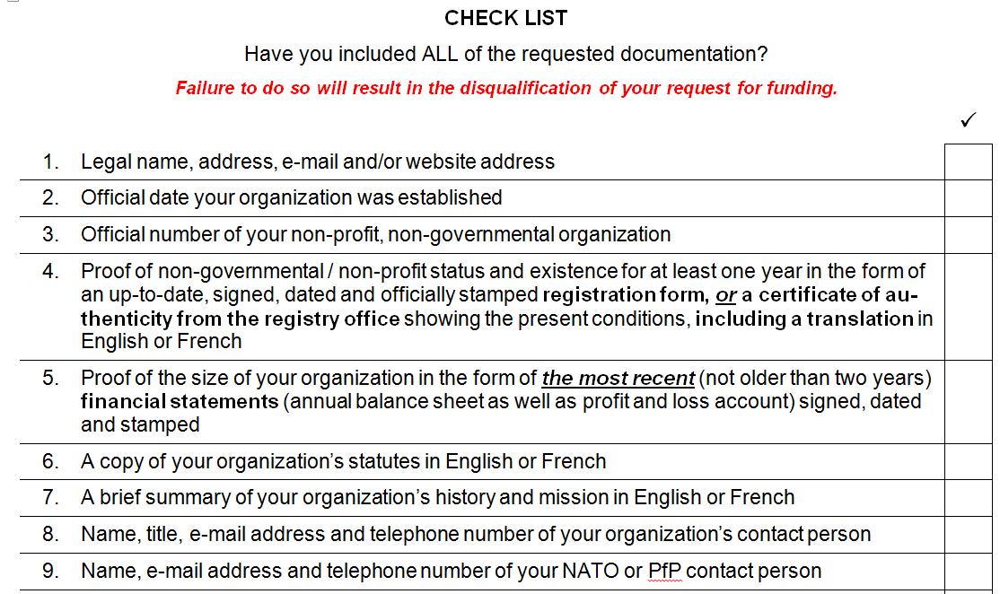 CHECK LIST
Have you included ALL of the requested documentation?
Failure to do so will result in the disqualification of your request for funding.
✓
1. Legal name, address, e-mail and/or website address
2. Official date your organization was established
3. Official number of your non-profit, non-governmental organization
4. Proof of non-governmental / non-profit status and existence for at least one year in the form of
an up-to-date, signed, dated and officially stamped registration form, or a certificate of au-
thenticity from the registry office showing the present conditions, including a translation in
English or French
5. Proof of the size of your organization in the form of the most recent (not older than two years)
financial statements (annual balance sheet as well as profit and loss account) signed, dated
and stamped
6. A copy of your organization’s statutes in English or French
7. A brief summary of your organization’s history and mission in English or French
8. Name, title, e-mail address and telephone number of your organization’s contact person
9. Name, e-mail address and telephone number of your NATO or PfP contact person